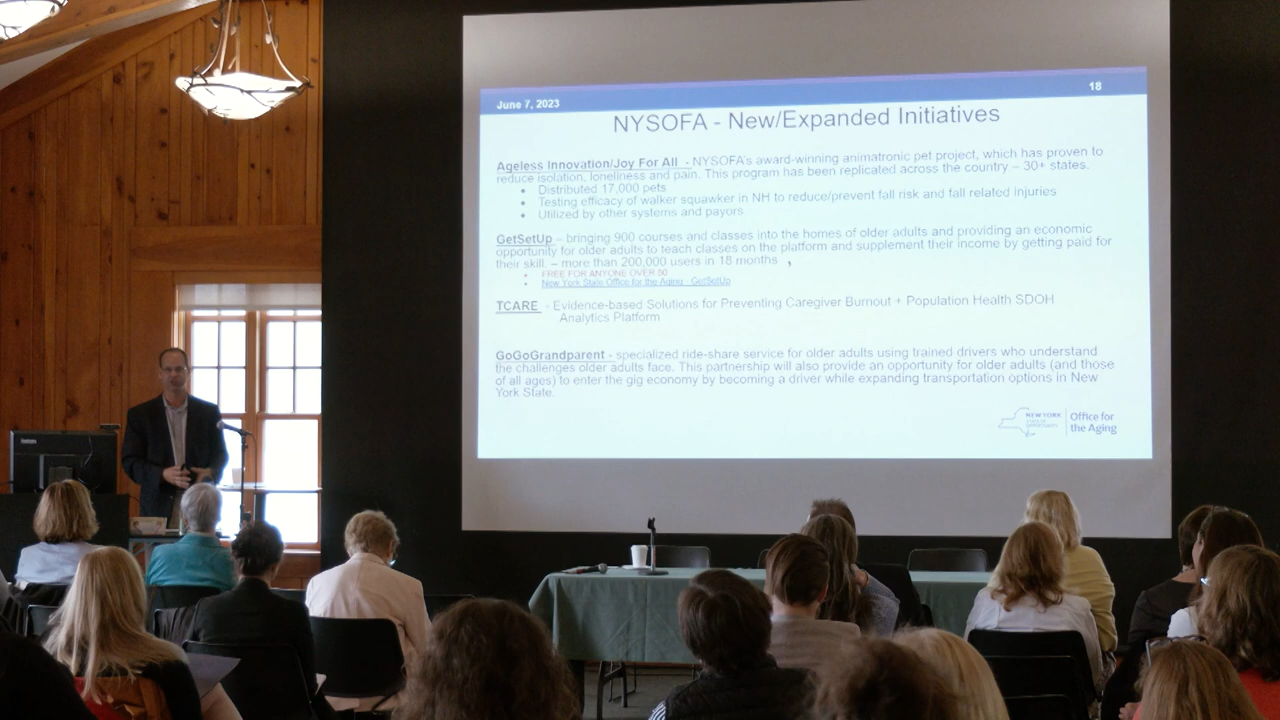 June 7, 2023
18
NYSOFA - New/Expanded Initiatives
Ageless Innovation/Joy For All - NYSOFA's award-winning animatronic pet project, which has proven to
reduce isolation, loneliness and pain. This program has been replicated across the country – 30+ states.
• Distributed 17,000 pets
• Testing efficacy of walker squawker in NH to reduce/prevent fall risk and fall related injuries
• Utilized by other systems and payors
GetSetUp – bringing 900 courses and classes into the homes of older adults and providing an economic
opportunity for older adults to teach classes on the platform and supplement their income by getting paid for
their skill. – more than 200,000 users in 18 months
• FREE FOR ANYONE OVER 60
• New York State Office for the Aging - GetSetUp
TCARE - Evidence-based Solutions for Preventing Caregiver Burnout + Population Health SDOH
Analytics Platform
GoGoGrandparent - specialized ride-share service for older adults using trained drivers who understand
the challenges older adults face. This partnership will also provide an opportunity for older adults (and those
of all ages) to enter the gig economy by becoming a driver while expanding transportation options in New
York State.
NEW YORK
STATE OF
OPPORTUNITY.
Office for
the Aging